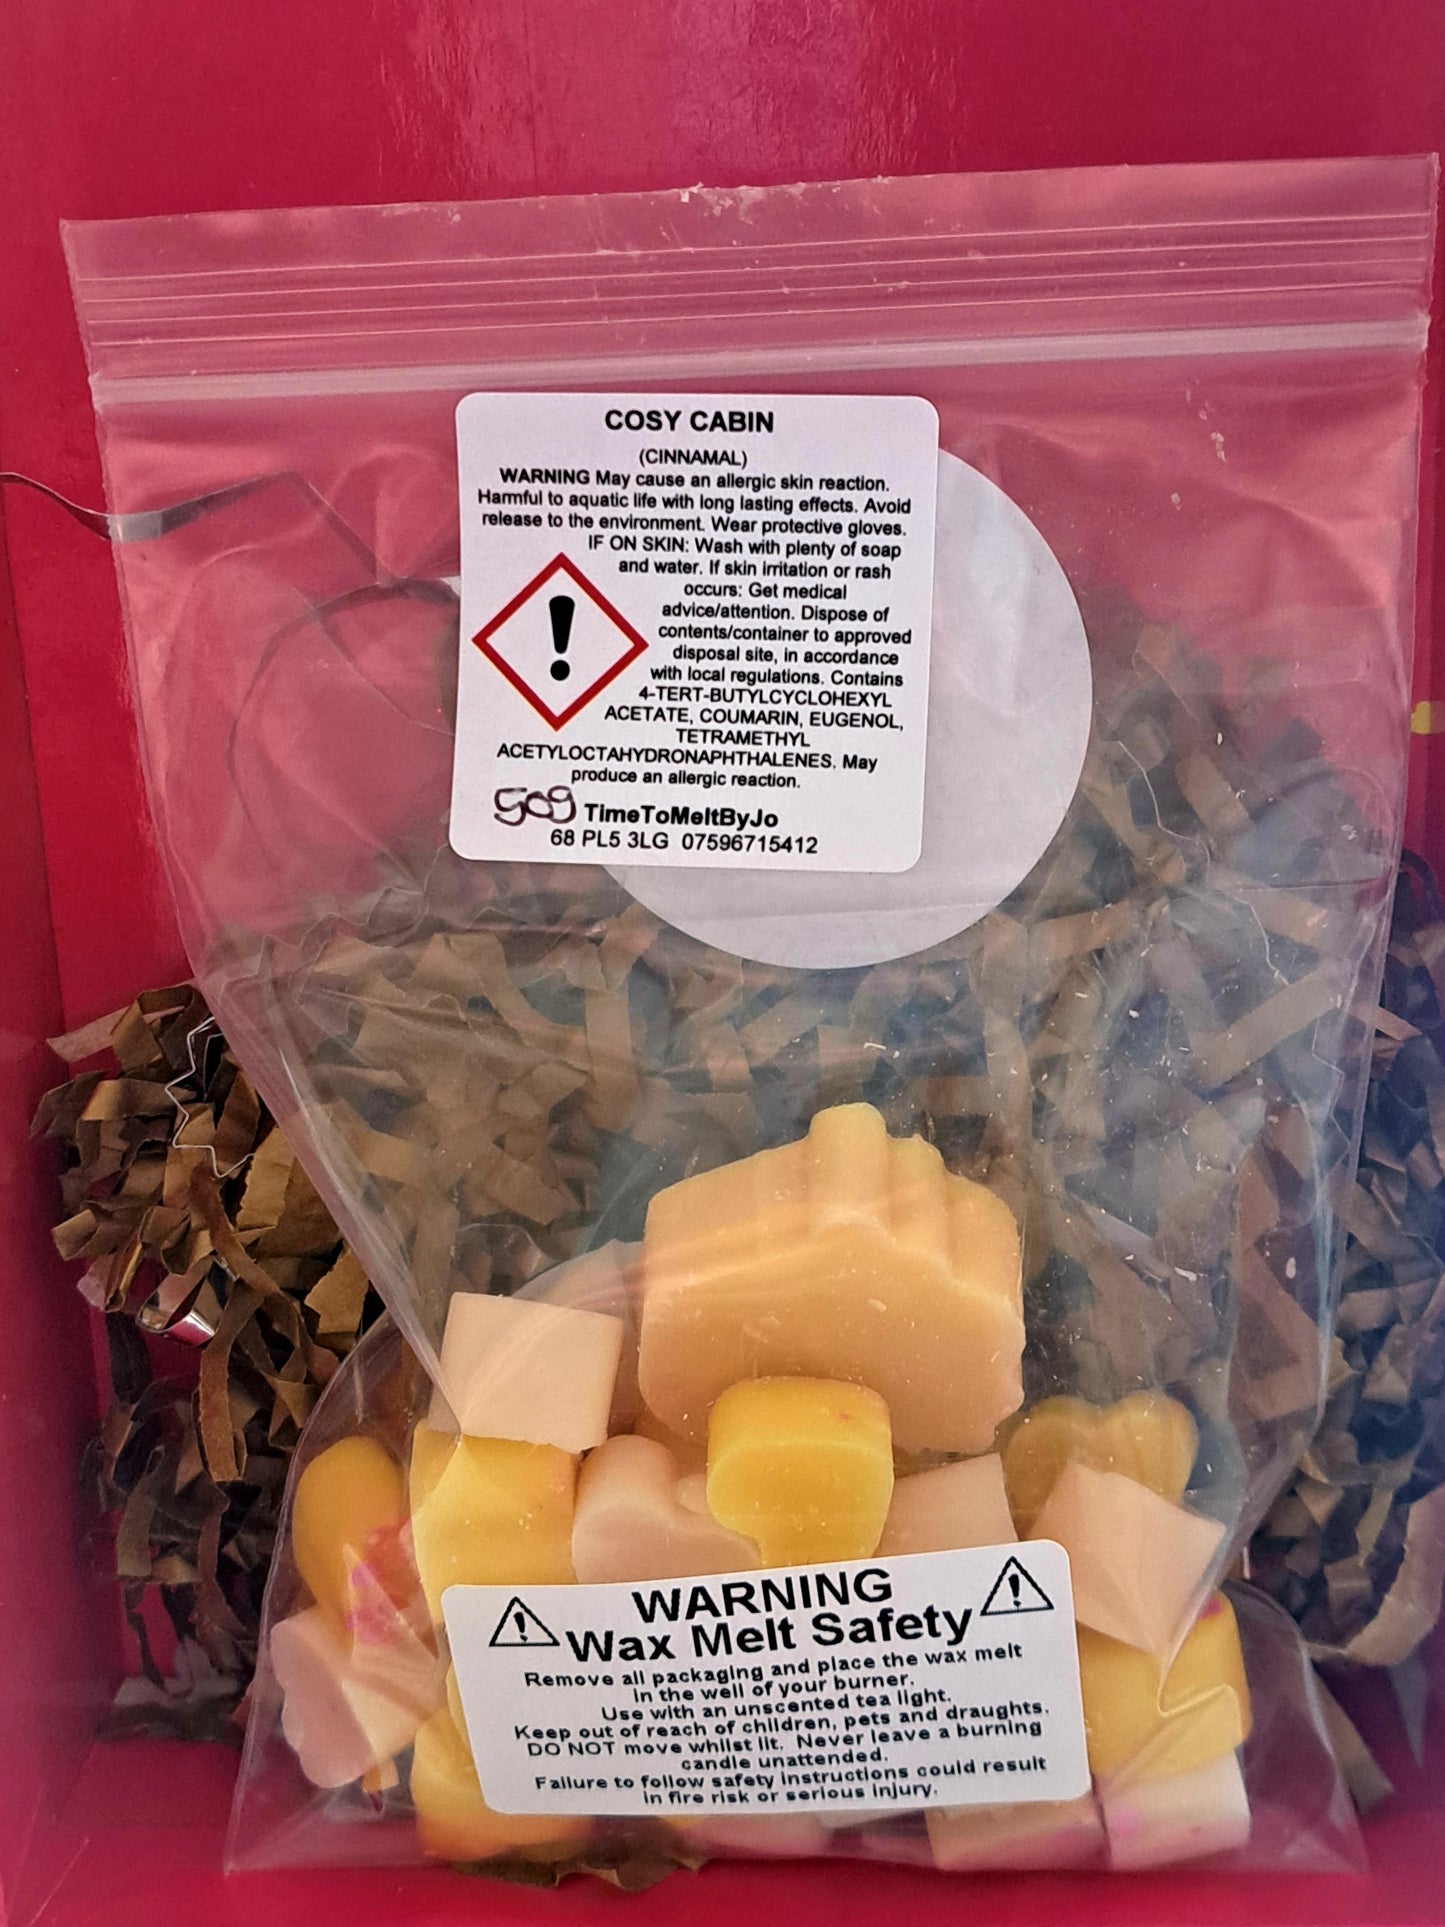 COSY CABIN
(CINNAMAL)
WARNING May cause an allergic skin reaction.
Harmful to aquatic life with long lasting effects. Avoid
release to the environment. Wear protective gloves.
IF ON SKIN: Wash with plenty of soap
and water. If skin irritation or rash
occurs: Get medical
advice/attention. Dispose of
contents/container to approved
disposal site, in accordance
with local regulations. Contains
4-TERT-BUTYLCYCLOHEXYL
ACETATE, COUMARIN, EUGENOL,
TETRAMETHYL
ACETYLOCTAHYDRONAPHTHALENES. May
produce an allergic reaction.
50g TimeToMeltByJo
68 PL5 3LG 07596715412
WARNING
Wax Melt Safety
Remove all packaging and place the wax melt
in the well of your burner.
Use with an unscented tea light.
Keep out of reach of children, pets and draughts.
DO NOT move whilst lit. Never leave a burning
candle unattended.
Failure to follow safety instructions could result
in fire risk or serious injury.